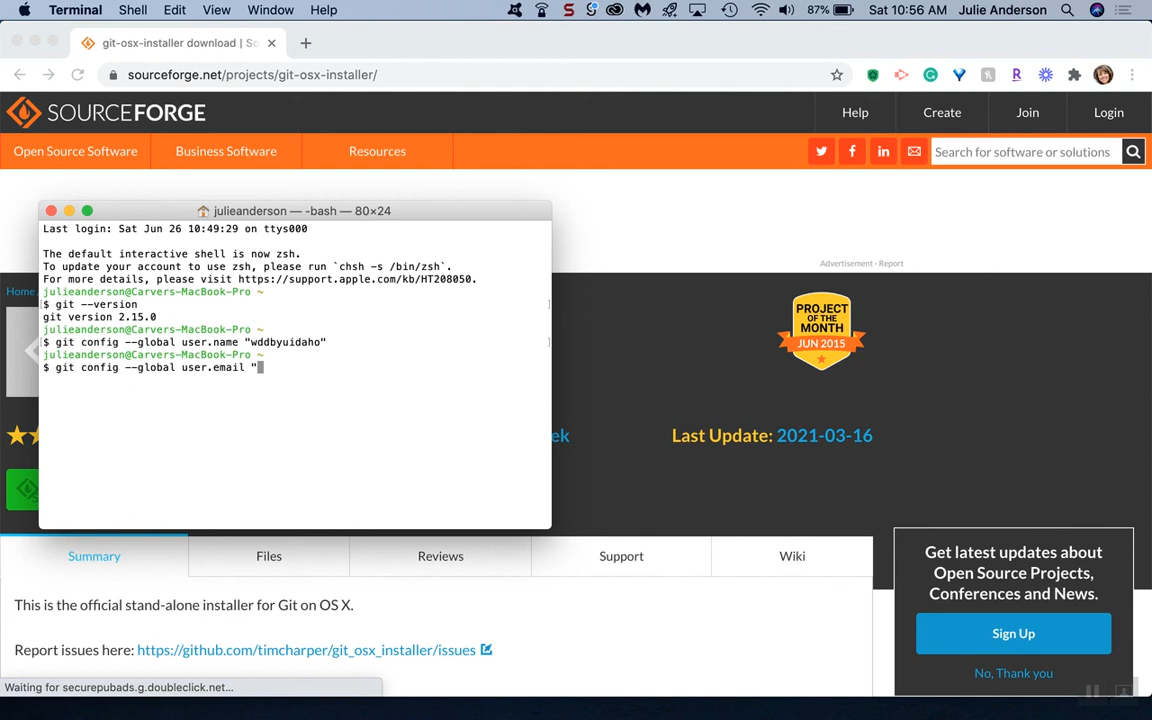 Terminal Shell Edit View Window Help 87% Sat 10:56 AM Julie Anderson
git-osx-installer download | So
sourceforge.net/projects/git-osx-installer/
SOURCEFORGE Help Create Join Login
Open Source Software Business Software Resources Search for software or solutions
julieanderson — -bash — 80×24
Last login: Sat Jun 26 10:49:29 on ttys000
The default interactive shell is now zsh.
To update your account to use zsh, please run `chsh -s /bin/zsh`.
For more details, please visit https://support.apple.com/kb/HT208050.
julieanderson@Carvers-MacBook-Pro ~
[$ git --version ]
git version 2.15.0
julieanderson@Carvers-MacBook-Pro ~
[$ git config --global user.name "wddbyuidaho" ]
julieanderson@Carvers-MacBook-Pro ~
$ git config --global user.email "
Advertisement - Report
Home
PROJECT
OF THE
MONTH
JUN 2015
ek
Last Update: 2021-03-16
Summary Files Reviews Support Wiki
This is the official stand-alone installer for Git on OS X.
Report issues here: https://github.com/timcharper/git_osx_installer/issues
Get latest updates about
Open Source Projects,
Conferences and News.
Sign Up
No, Thank you
Waiting for securepubads.g.doubleclick.net...